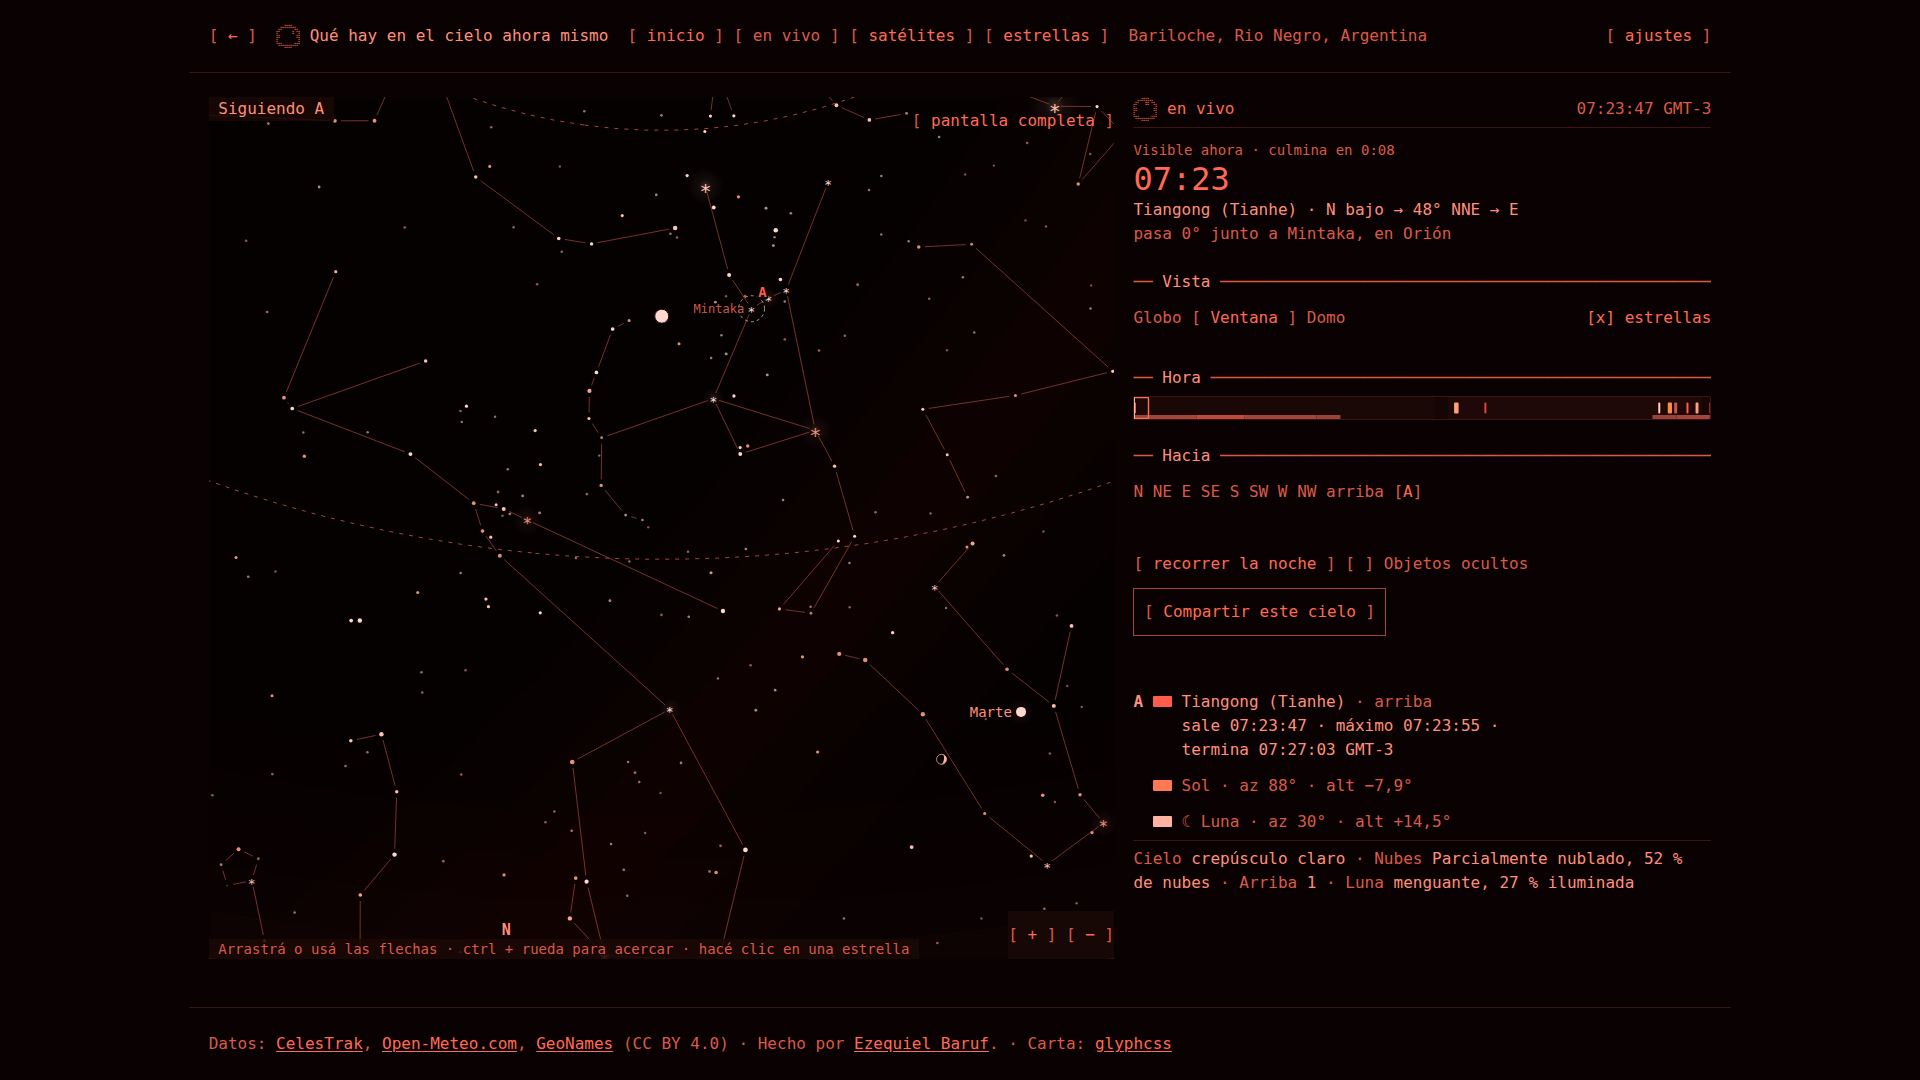 [ ← ] Qué hay en el cielo ahora mismo [ inicio ] [ en vivo ] [ satélites ] [ estrellas ] Bariloche, Rio Negro, Argentina [ ajustes ]
Siguiendo A
[ pantalla completa ]
A
Mintaka
Marte
N
Arrastrá o usá las flechas · ctrl + rueda para acercar · hacé clic en una estrella
[ + ] [ − ]
en vivo 07:23:47 GMT-3
Visible ahora · culmina en 0:08
07:23
Tiangong (Tianhe) · N bajo → 48° NNE → E
pasa 0° junto a Mintaka, en Orión
Vista
Globo [ Ventana ] Domo [x] estrellas
Hora
Hacia
N NE E SE S SW W NW arriba [A]
[ recorrer la noche ] [ ] Objetos ocultos
[ Compartir este cielo ]
A Tiangong (Tianhe) · arriba
sale 07:23:47 · máximo 07:23:55 ·
termina 07:27:03 GMT-3
Sol · az 88° · alt −7,9°
☾ Luna · az 30° · alt +14,5°
Cielo crepúsculo claro · Nubes Parcialmente nublado, 52 %
de nubes · Arriba 1 · Luna menguante, 27 % iluminada
Datos: CelesTrak, Open-Meteo.com, GeoNames (CC BY 4.0) · Hecho por Ezequiel Baruf. · Carta: glyphcss